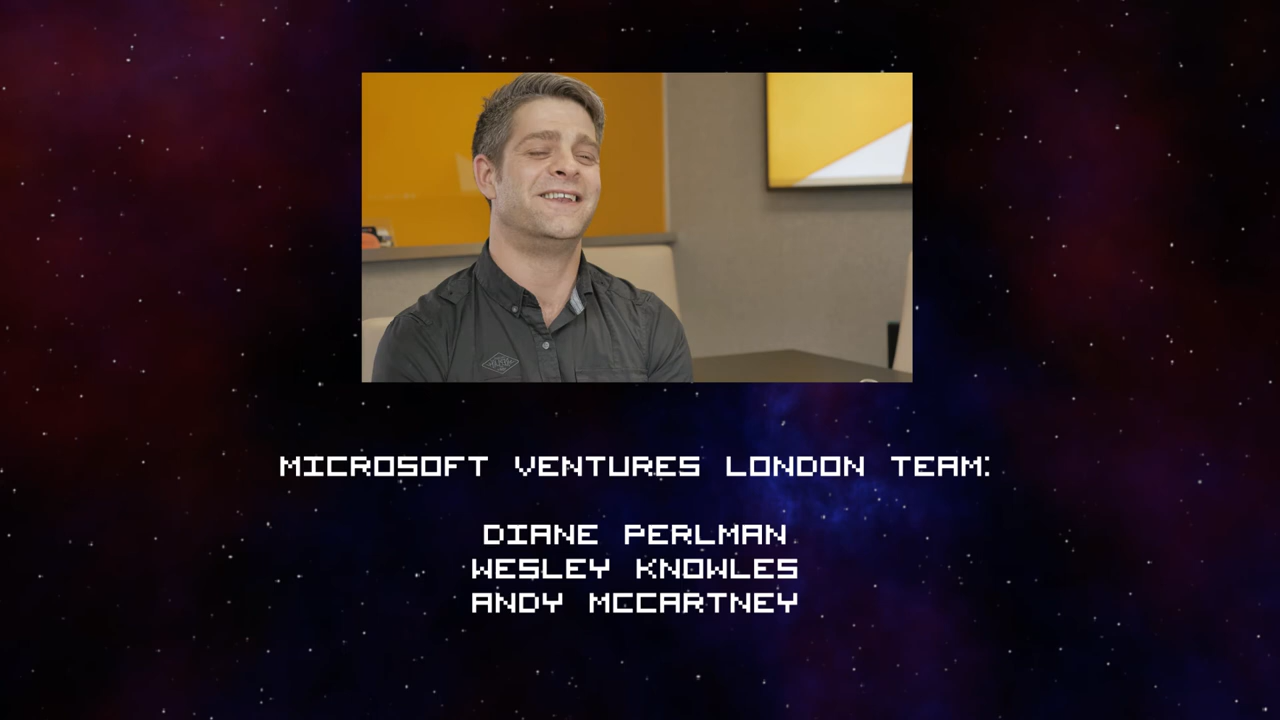 MICROSOFT VENTURES LONDON TEAM:
DIANE PERLMAN
WESLEY KNOWLES
ANDY MCCARTNEY